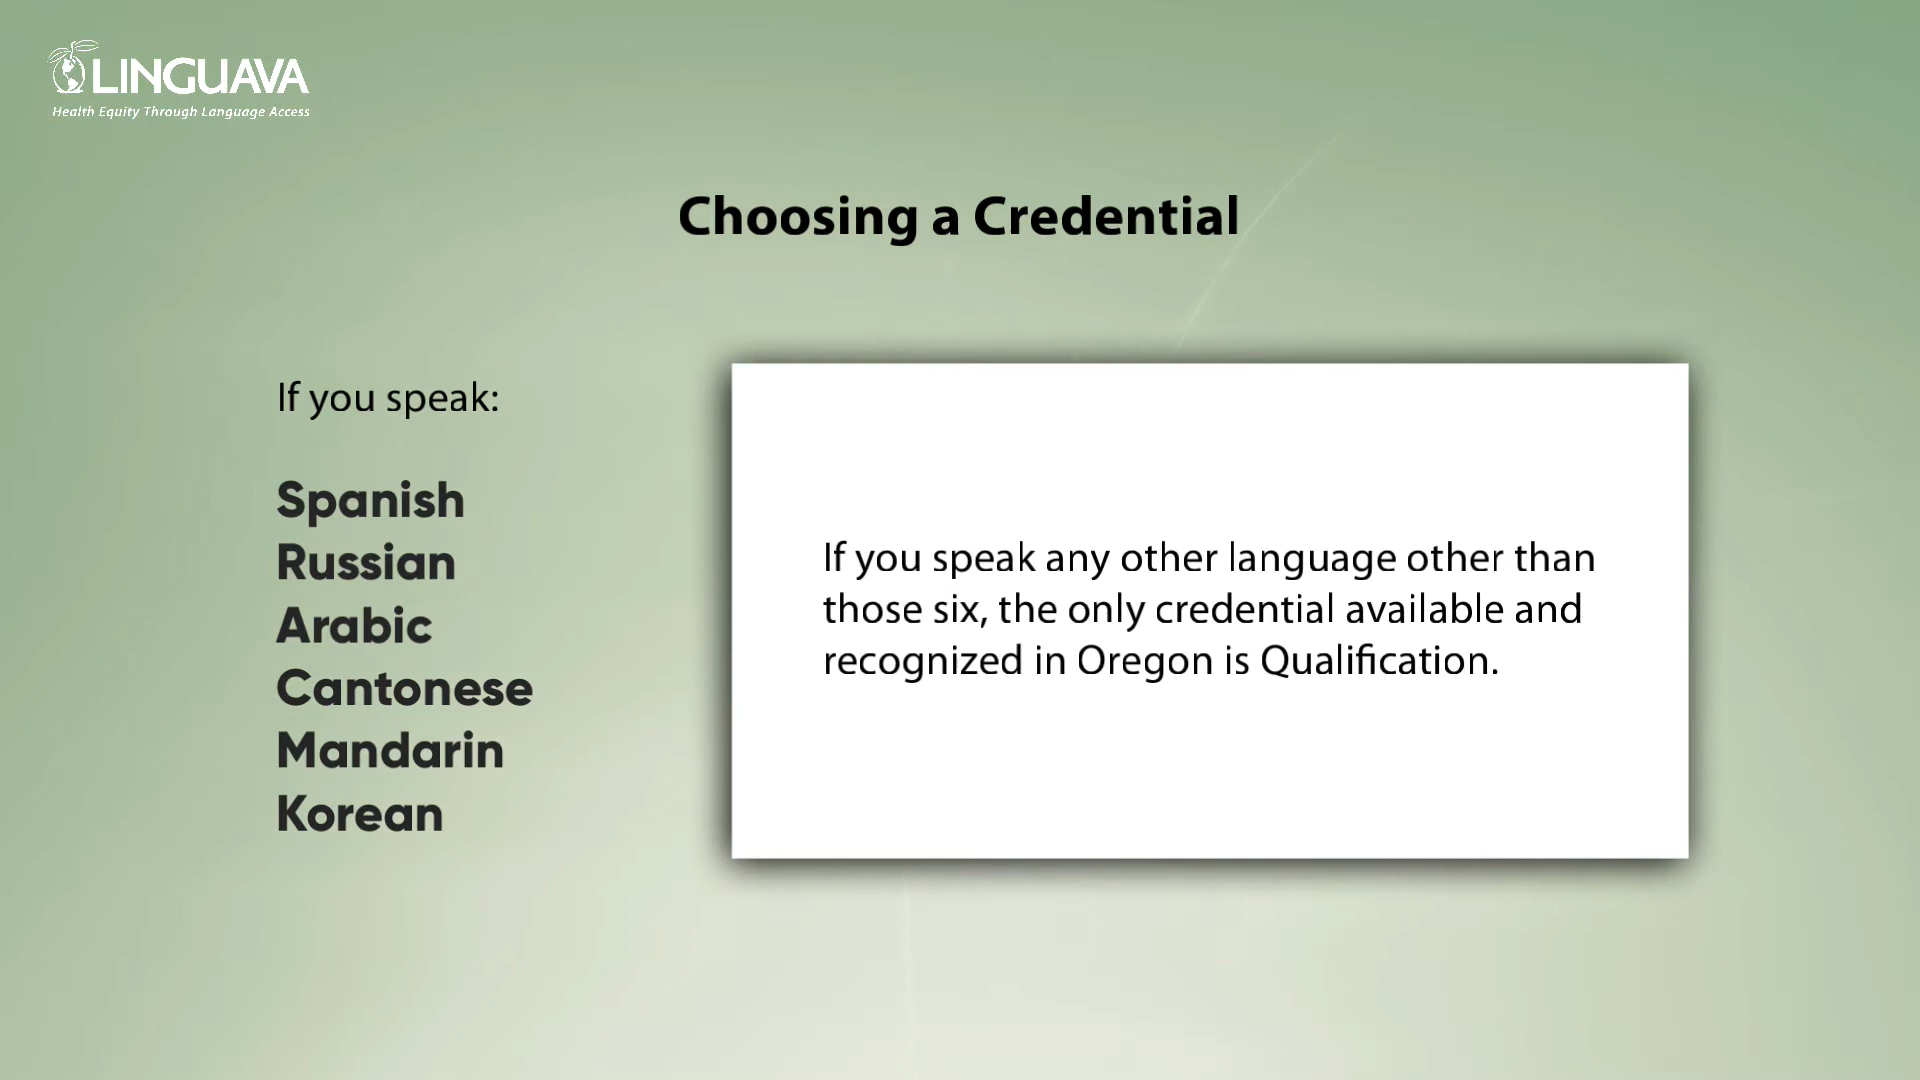 LINGUAVA
Health Equity Through Language Access
Choosing a Credential
If you speak:
Spanish
Russian
Arabic
Cantonese
Mandarin
Korean
If you speak any other language other than
those six, the only credential available and
recognized in Oregon is Qualification.